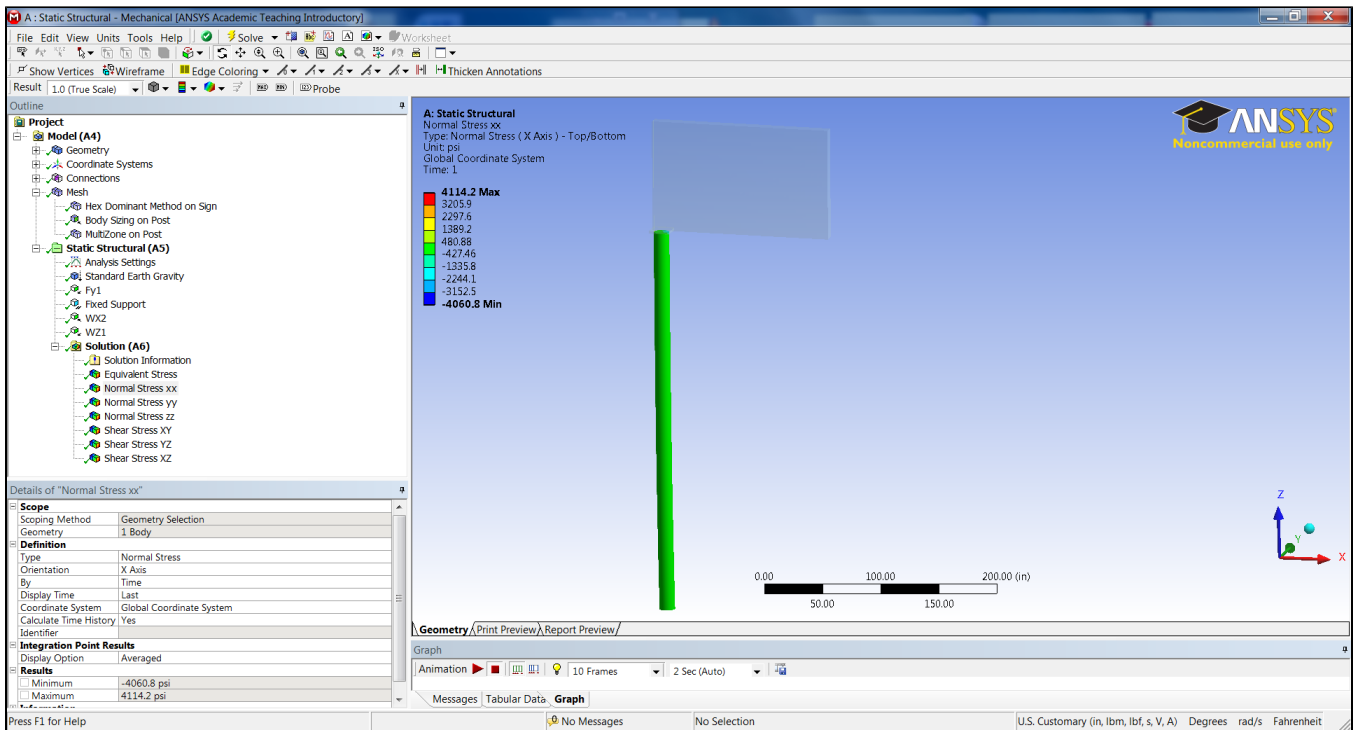 A : Static Structural - Mechanical [ANSYS Academic Teaching Introductory]
File Edit View Units Tools Help Solve Worksheet
Show Vertices Wireframe Edge Coloring Thicken Annotations
Result 1.0 (True Scale) Probe
Outline
Project
Model (A4)
Geometry
Coordinate Systems
Connections
Mesh
Hex Dominant Method on Sign
Body Sizing on Post
MultiZone on Post
Static Structural (A5)
Analysis Settings
Standard Earth Gravity
Fy1
Fixed Support
WX2
WZ1
Solution (A6)
Solution Information
Equivalent Stress
Normal Stress xx
Normal Stress yy
Normal Stress zz
Shear Stress XY
Shear Stress YZ
Shear Stress XZ
Details of "Normal Stress xx"
Scope
Scoping Method Geometry Selection
Geometry 1 Body
Definition
Type Normal Stress
Orientation X Axis
By Time
Display Time Last
Coordinate System Global Coordinate System
Calculate Time History Yes
Identifier
Integration Point Results
Display Option Averaged
Results
Minimum -4060.8 psi
Maximum 4114.2 psi
A: Static Structural
Normal Stress xx
Type: Normal Stress ( X Axis ) - Top/Bottom
Unit: psi
Global Coordinate System
Time: 1
4114.2 Max
3205.9
2297.6
1389.2
480.88
-427.46
-1335.8
-2244.1
-3152.5
-4060.8 Min
ANSYS
Noncommercial use only
Z
Y
X
0.00 100.00 200.00 (in)
50.00 150.00
Geometry Print Preview Report Preview
Graph
Animation 10 Frames 2 Sec (Auto)
Messages Tabular Data Graph
Press F1 for Help No Messages No Selection U.S. Customary (in, lbm, lbf, s, V, A) Degrees rad/s Fahrenheit